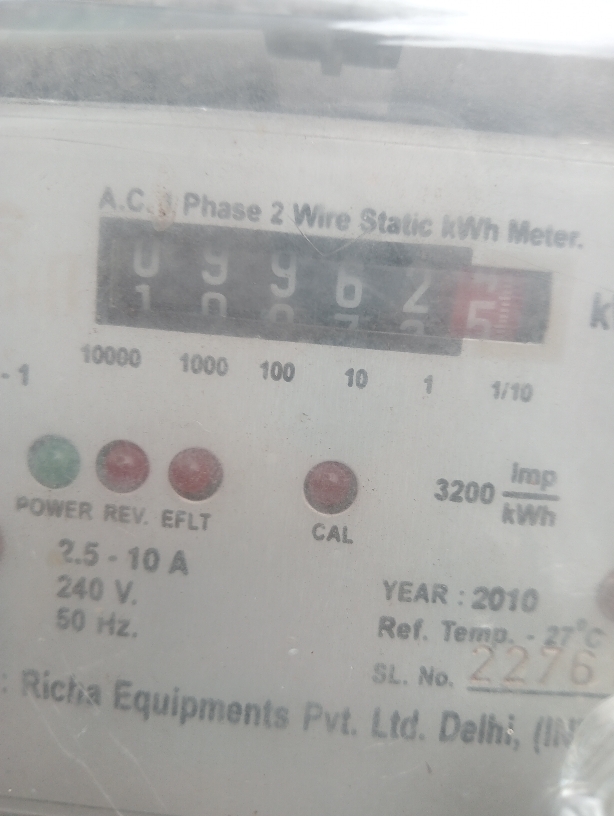 A.C. 1 Phase 2 Wire Static kWh Meter.
0 9 9 6 2 5
k
- 1
10000 1000 100 10 1 1/10
POWER REV. EFLT
CAL
3200 Imp/kWh
2.5 - 10 A
240 V.
50 Hz.
YEAR : 2010
Ref. Temp. - 27°C
SL. No. 2276
: Richa Equipments Pvt. Ltd. Delhi, (IN